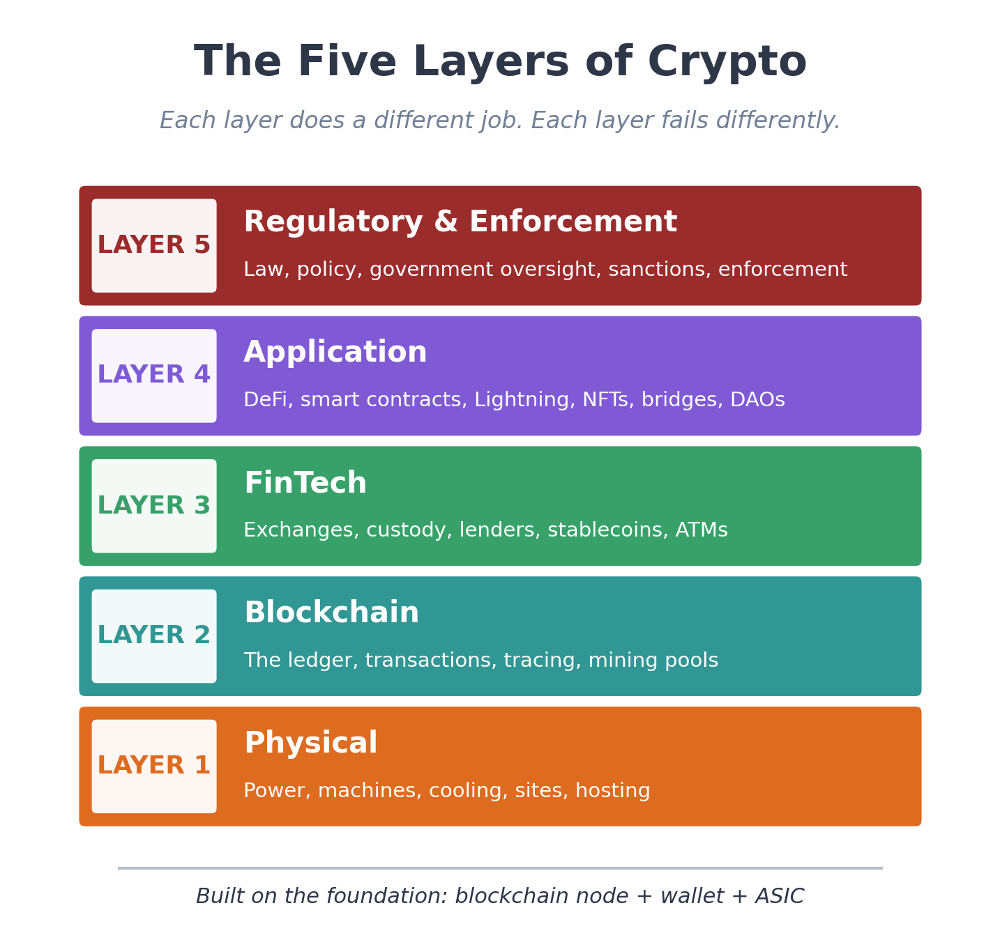 The Five Layers of Crypto
Each layer does a different job. Each layer fails differently.
LAYER 5
Regulatory & Enforcement
Law, policy, government oversight, sanctions, enforcement
LAYER 4
Application
DeFi, smart contracts, Lightning, NFTs, bridges, DAOs
LAYER 3
FinTech
Exchanges, custody, lenders, stablecoins, ATMs
LAYER 2
Blockchain
The ledger, transactions, tracing, mining pools
LAYER 1
Physical
Power, machines, cooling, sites, hosting
Built on the foundation: blockchain node + wallet + ASIC